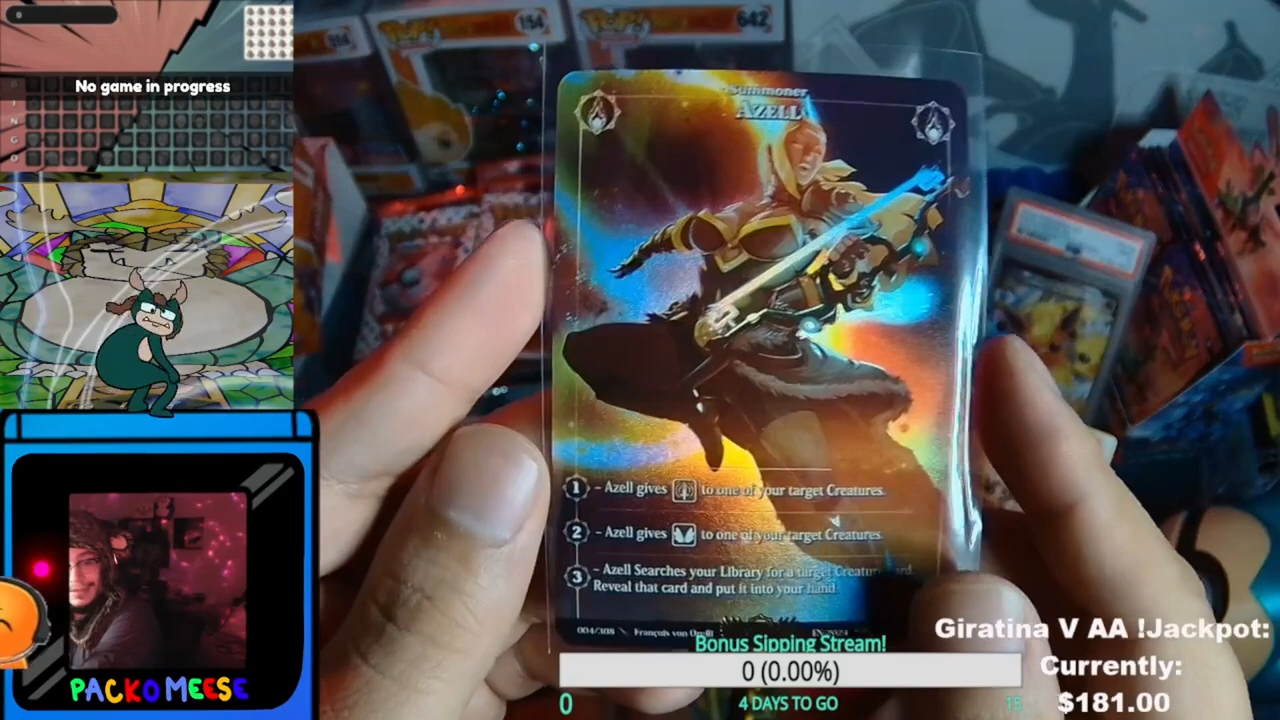 No game in progress
164
642
POP!
POP!
Summoner
AZELL
1 – Azell gives to one of your target Creatures.
2 – Azell gives to one of your target Creatures.
3 – Azell Searches your Library for a target Creature
Reveal that card and put it into your hand
004/308 François von
Bonus Sipping Stream!
0 (0.00%)
0 4 DAYS TO GO 15
Giratina V AA !Jackpot:
Currently:
$181.00
PACKOMEESE